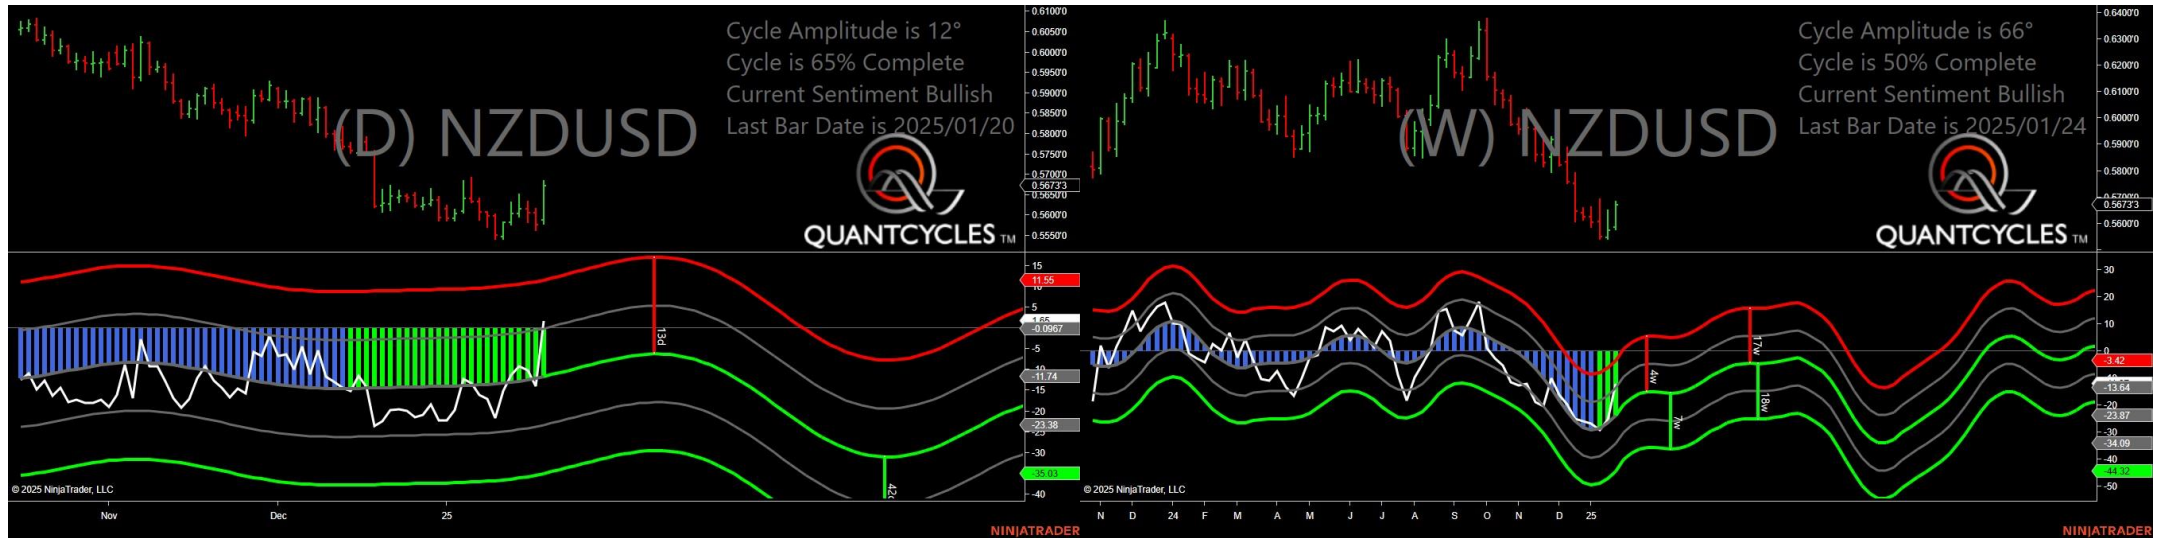 Cycle Amplitude is 12°
Cycle is 65% Complete
Current Sentiment Bullish
Last Bar Date is 2025/01/20
(D) NZDUSD
QUANTCYCLES TM
0.6100'0
0.6050'0
0.6000'0
0.5950'0
0.5900'0
0.5850'0
0.5800'0
0.5750'0
0.5700'0
0.5673'3
0.5650'0
0.5600'0
0.5550'0
15
11.55
5
1.65
-0.0967
-5
-11.74
-15
-20
-23.38
-30
-35.03
-40
13d
© 2025 NinjaTrader, LLC
Nov
Dec
25
NINJATRADER
Cycle Amplitude is 66°
Cycle is 50% Complete
Current Sentiment Bullish
Last Bar Date is 2025/01/24
(W) NZDUSD
QUANTCYCLES TM
0.6400'0
0.6300'0
0.6200'0
0.6100'0
0.6000'0
0.5900'0
0.5800'0
0.5673'3
0.5600'0
30
20
10
0
-3.42
-13.64
-20
-23.87
-30
-34.09
-40
-44.32
-50
4w
7w
17w
18w
© 2025 NinjaTrader, LLC
N D 24 F M A M J J A S O N D 25
NINJATRADER